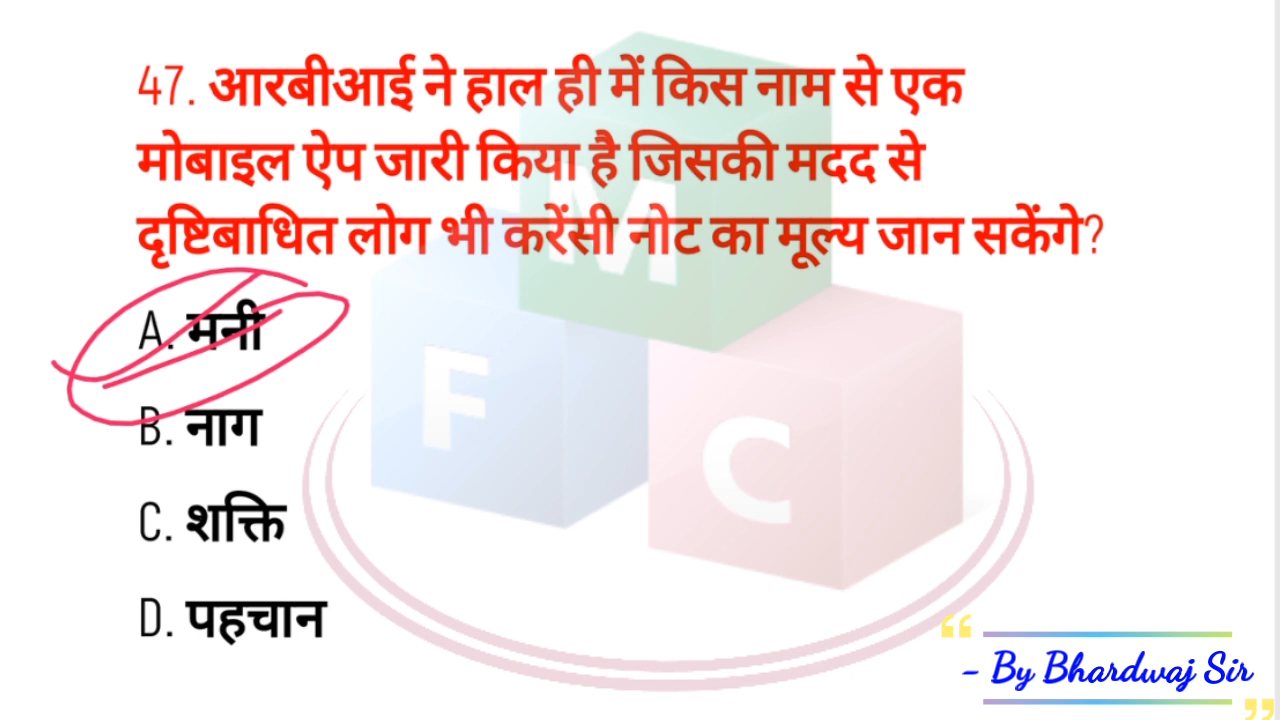 47. आरबीआई ने हाल ही में किस नाम से एक
मोबाइल ऐप जारी किया है जिसकी मदद से
दृष्टिबाधित लोग भी करेंसी नोट का मूल्य जान सकेंगे?
A. मनी
B. नाग
C. शक्ति
D. पहचान
M
F
C
“
- By Bhardwaj Sir
”